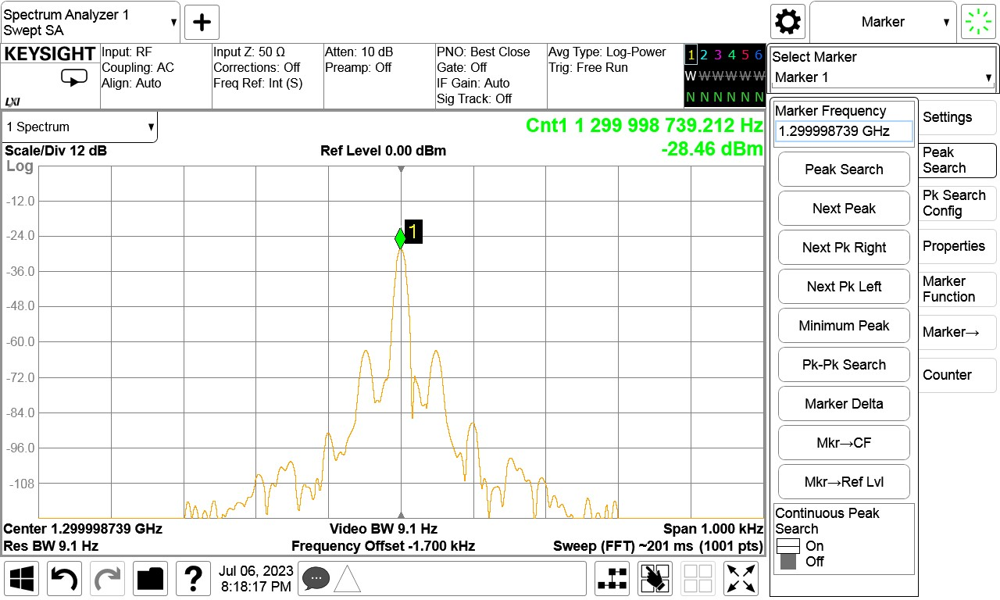 Spectrum Analyzer 1
Swept SA
Marker
KEYSIGHT
LXI
Input: RF
Coupling: AC
Align: Auto
Input Z: 50 Ω
Corrections: Off
Freq Ref: Int (S)
Atten: 10 dB
Preamp: Off
PNO: Best Close
Gate: Off
IF Gain: Auto
Sig Track: Off
Avg Type: Log-Power
Trig: Free Run
1 2 3 4 5 6
W W W W W W
N N N N N N
Select Marker
Marker 1
1 Spectrum
Cnt1 1 299 998 739.212 Hz
-28.46 dBm
Scale/Div 12 dB
Ref Level 0.00 dBm
Log
-12.0
-24.0
-36.0
-48.0
-60.0
-72.0
-84.0
-96.0
-108
1
Center 1.299998739 GHz
Video BW 9.1 Hz
Span 1.000 kHz
Res BW 9.1 Hz
Frequency Offset -1.700 kHz
Sweep (FFT) ~201 ms (1001 pts)
Marker Frequency
1.299998739 GHz
Peak Search
Next Peak
Next Pk Right
Next Pk Left
Minimum Peak
Pk-Pk Search
Marker Delta
Mkr→CF
Mkr→Ref Lvl
Continuous Peak
Search
On
Off
Settings
Peak
Search
Pk Search
Config
Properties
Marker
Function
Marker→
Counter
?
Jul 06, 2023
8:18:17 PM